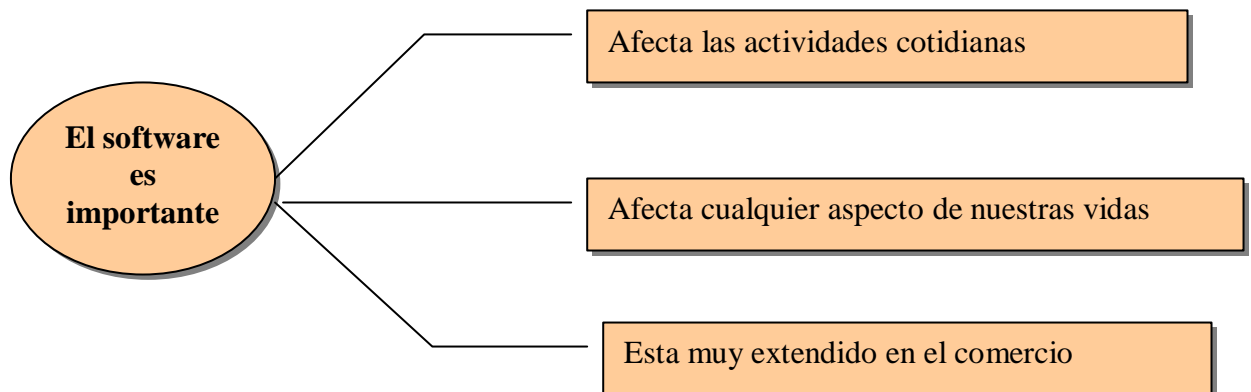 Afecta las actividades cotidianas
El software
es
importante
Afecta cualquier aspecto de nuestras vidas
Esta muy extendido en el comercio